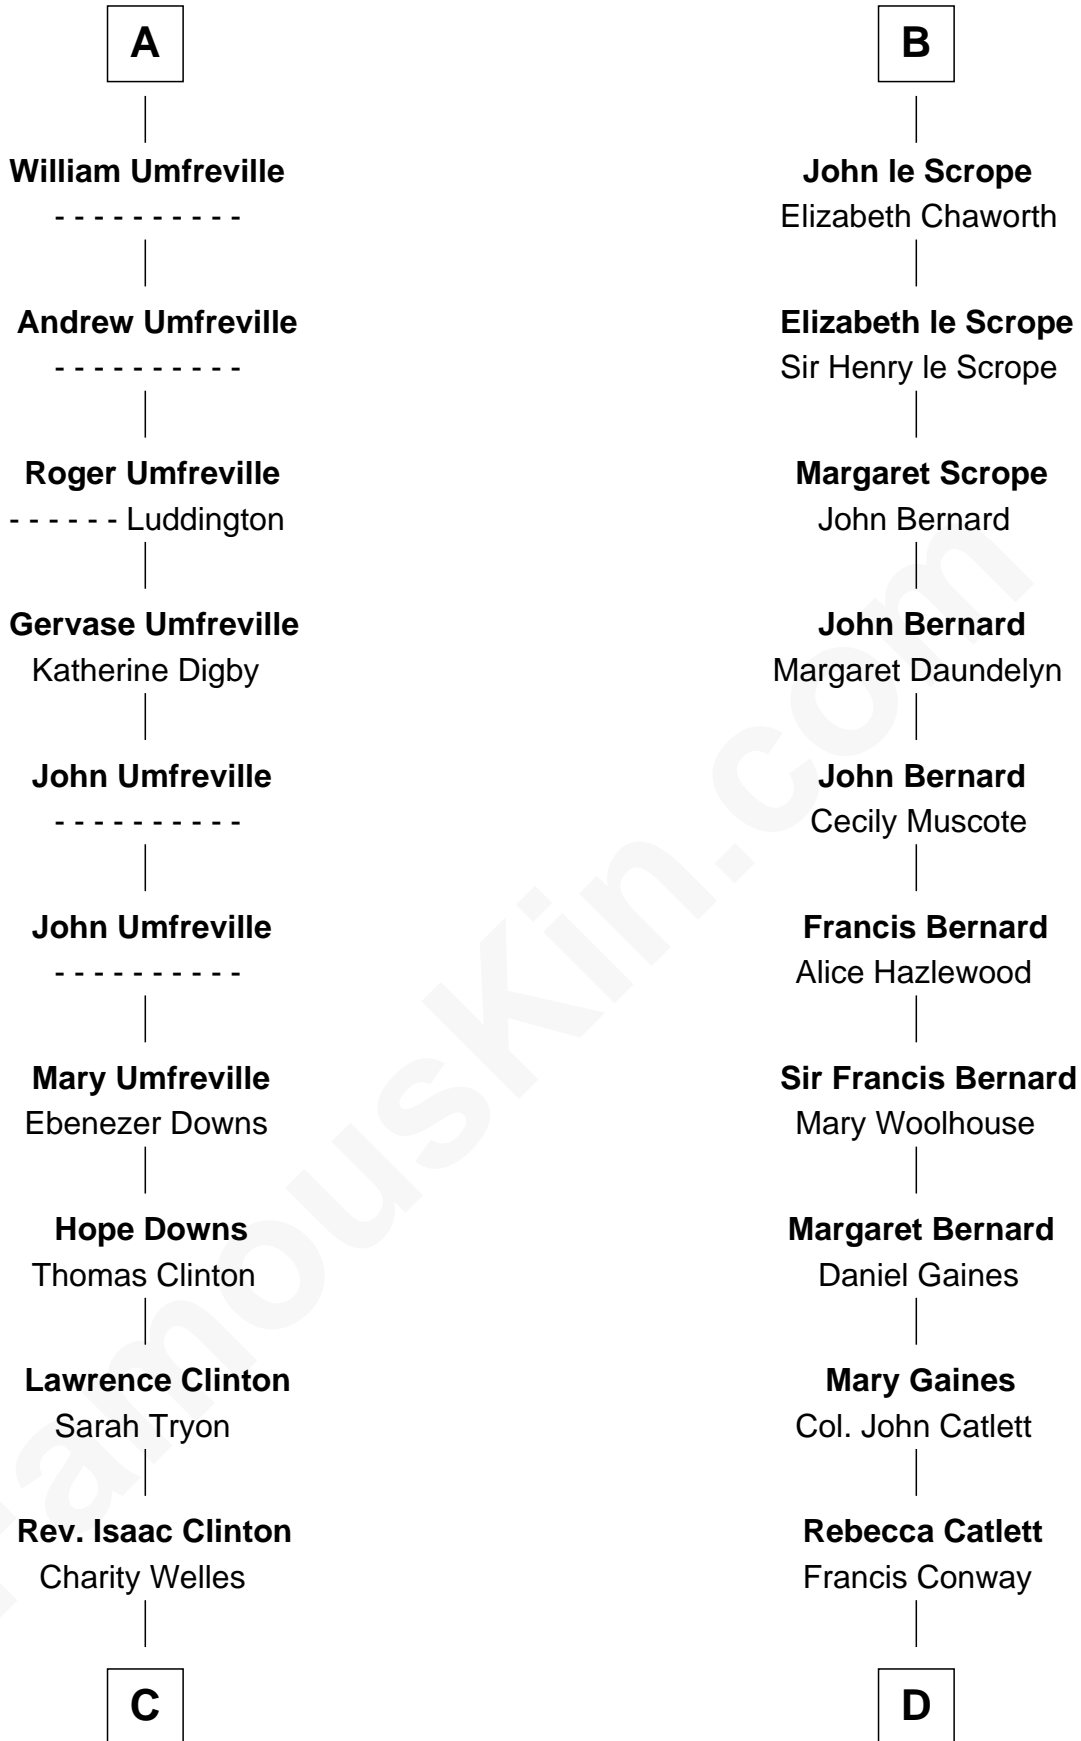 A
William Umfreville
- - - - - - - - - -
Andrew Umfreville
- - - - - - - - - -
Roger Umfreville
- - - - - - Luddington
Gervase Umfreville
Katherine Digby
John Umfreville
- - - - - - - - - -
John Umfreville
- - - - - - - - - -
Mary Umfreville
Ebenezer Downs
Hope Downs
Thomas Clinton
Lawrence Clinton
Sarah Tryon
Rev. Isaac Clinton
Charity Welles
C
B
John le Scrope
Elizabeth Chaworth
Elizabeth le Scrope
Sir Henry le Scrope
Margaret Scrope
John Bernard
John Bernard
Margaret Daundelyn
John Bernard
Cecily Muscote
Francis Bernard
Alice Hazlewood
Sir Francis Bernard
Mary Woolhouse
Margaret Bernard
Daniel Gaines
Mary Gaines
Col. John Catlett
Rebecca Catlett
Francis Conway
D
FamousKin.com